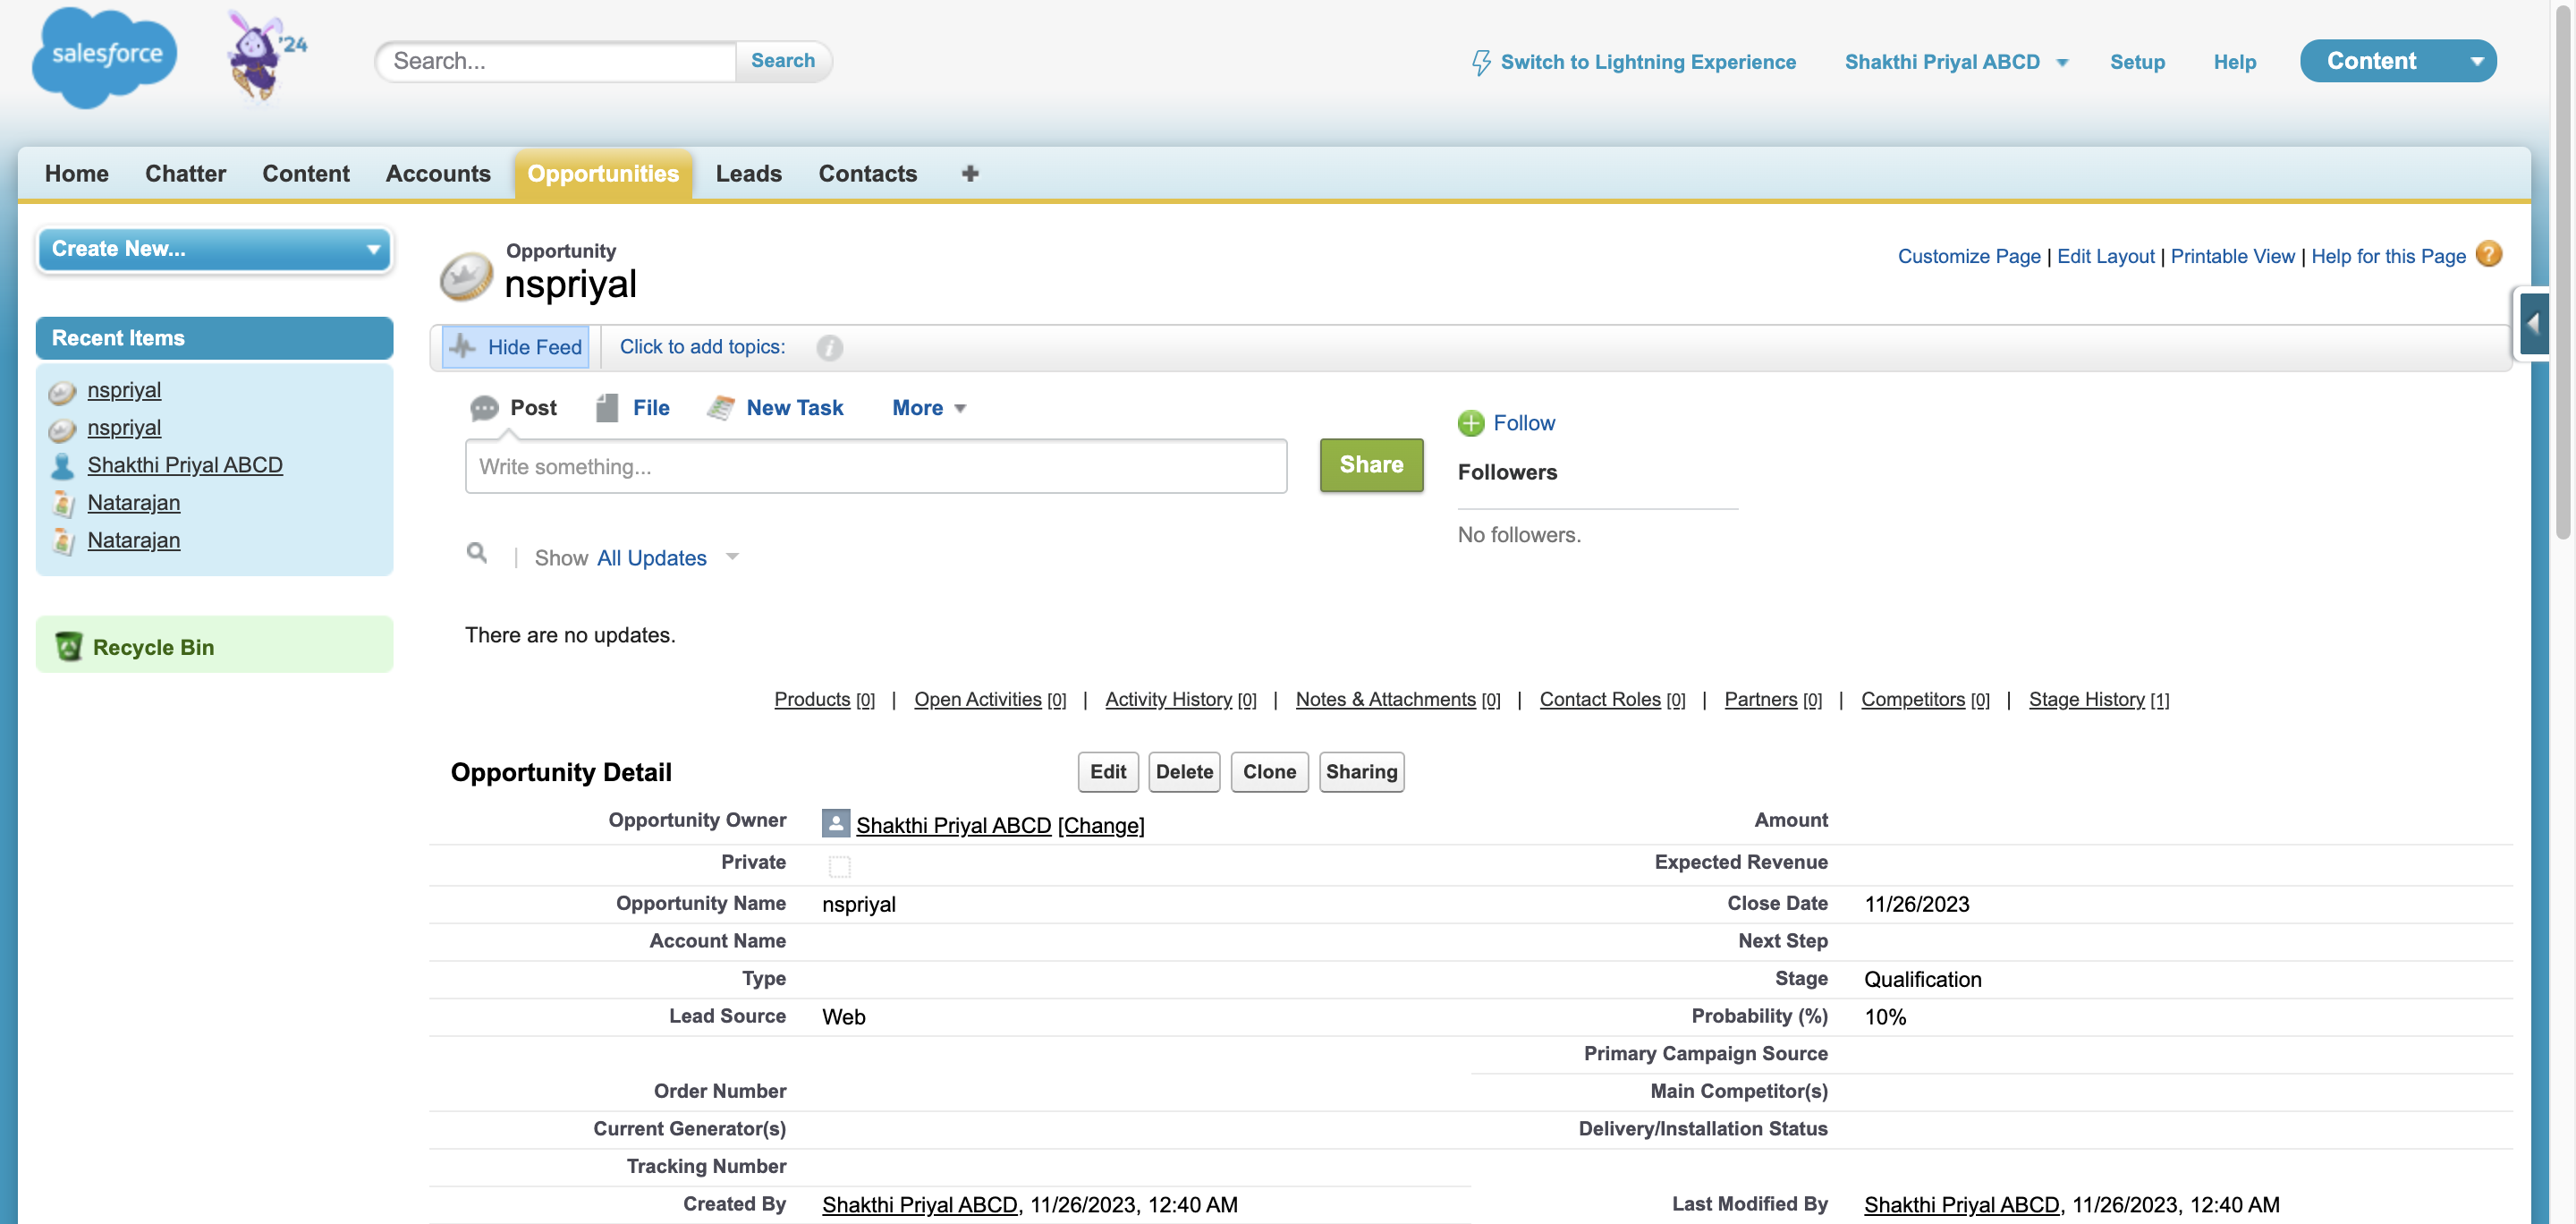 salesforce
'24
Search...
Search
Switch to Lightning Experience
Shakthi Priyal ABCD
Setup
Help
Content
Home
Chatter
Content
Accounts
Opportunities
Leads
Contacts
Create New...
Recent Items
nspriyal
nspriyal
Shakthi Priyal ABCD
Natarajan
Natarajan
Recycle Bin
Opportunity
nspriyal
Customize Page | Edit Layout | Printable View | Help for this Page ?
Hide Feed
Click to add topics:
i
Post
File
New Task
More
Write something...
Share
Follow
Followers
No followers.
Show All Updates
There are no updates.
Products [0] | Open Activities [0] | Activity History [0] | Notes & Attachments [0] | Contact Roles [0] | Partners [0] | Competitors [0] | Stage History [1]
Opportunity Detail
Edit
Delete
Clone
Sharing
Opportunity Owner Shakthi Priyal ABCD [Change]
Amount
Private
Expected Revenue
Opportunity Name nspriyal
Close Date 11/26/2023
Account Name
Next Step
Type
Stage Qualification
Lead Source Web
Probability (%) 10%
Primary Campaign Source
Order Number
Main Competitor(s)
Current Generator(s)
Delivery/Installation Status
Tracking Number
Created By Shakthi Priyal ABCD, 11/26/2023, 12:40 AM
Last Modified By Shakthi Priyal ABCD, 11/26/2023, 12:40 AM